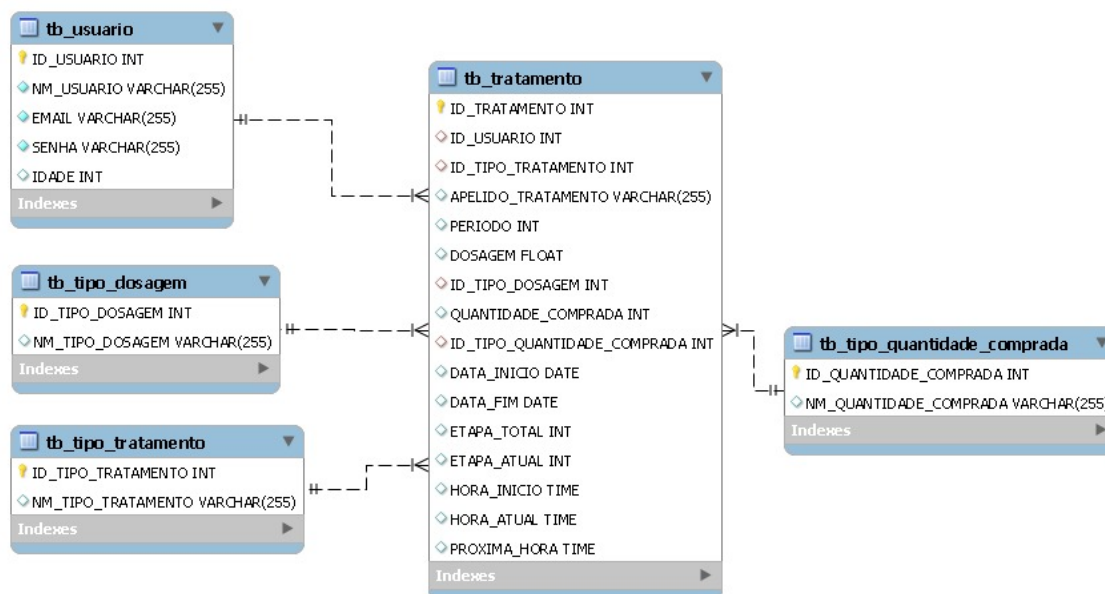 tb_usuario
ID_USUARIO INT
NM_USUARIO VARCHAR(255)
EMAIL VARCHAR(255)
SENHA VARCHAR(255)
IDADE INT
Indexes
tb_tipo_dosagem
ID_TIPO_DOSAGEM INT
NM_TIPO_DOSAGEM VARCHAR(255)
Indexes
tb_tipo_tratamento
ID_TIPO_TRATAMENTO INT
NM_TIPO_TRATAMENTO VARCHAR(255)
Indexes
tb_tratamento
ID_TRATAMENTO INT
ID_USUARIO INT
ID_TIPO_TRATAMENTO INT
APELIDO_TRATAMENTO VARCHAR(255)
PERIODO INT
DOSAGEM FLOAT
ID_TIPO_DOSAGEM INT
QUANTIDADE_COMPRADA INT
ID_TIPO_QUANTIDADE_COMPRADA INT
DATA_INICIO DATE
DATA_FIM DATE
ETAPA_TOTAL INT
ETAPA_ATUAL INT
HORA_INICIO TIME
HORA_ATUAL TIME
PROXIMA_HORA TIME
Indexes
tb_tipo_quantidade_comprada
ID_QUANTIDADE_COMPRADA INT
NM_QUANTIDADE_COMPRADA VARCHAR(255)
Indexes